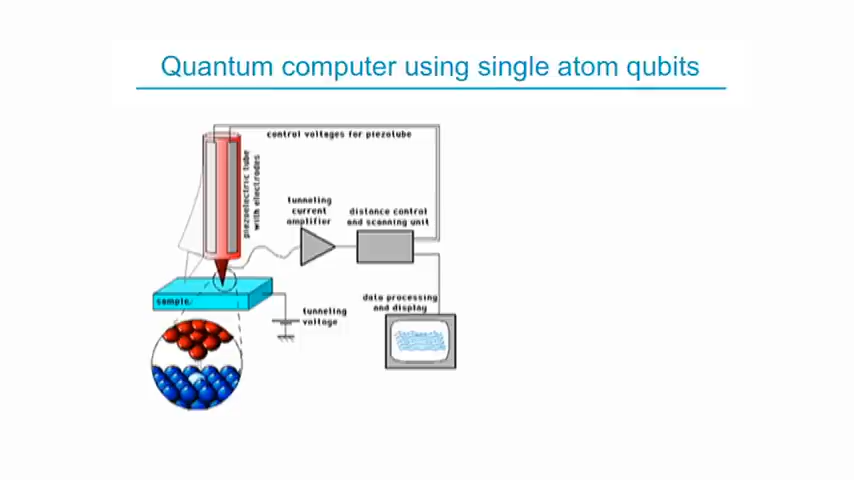 Quantum computer using single atom qubits
control voltages for piezotube
piezoelectric tube
with electrodes
tunneling
current
amplifier
distance control
and scanning unit
sample
tunneling
voltage
data processing
and display